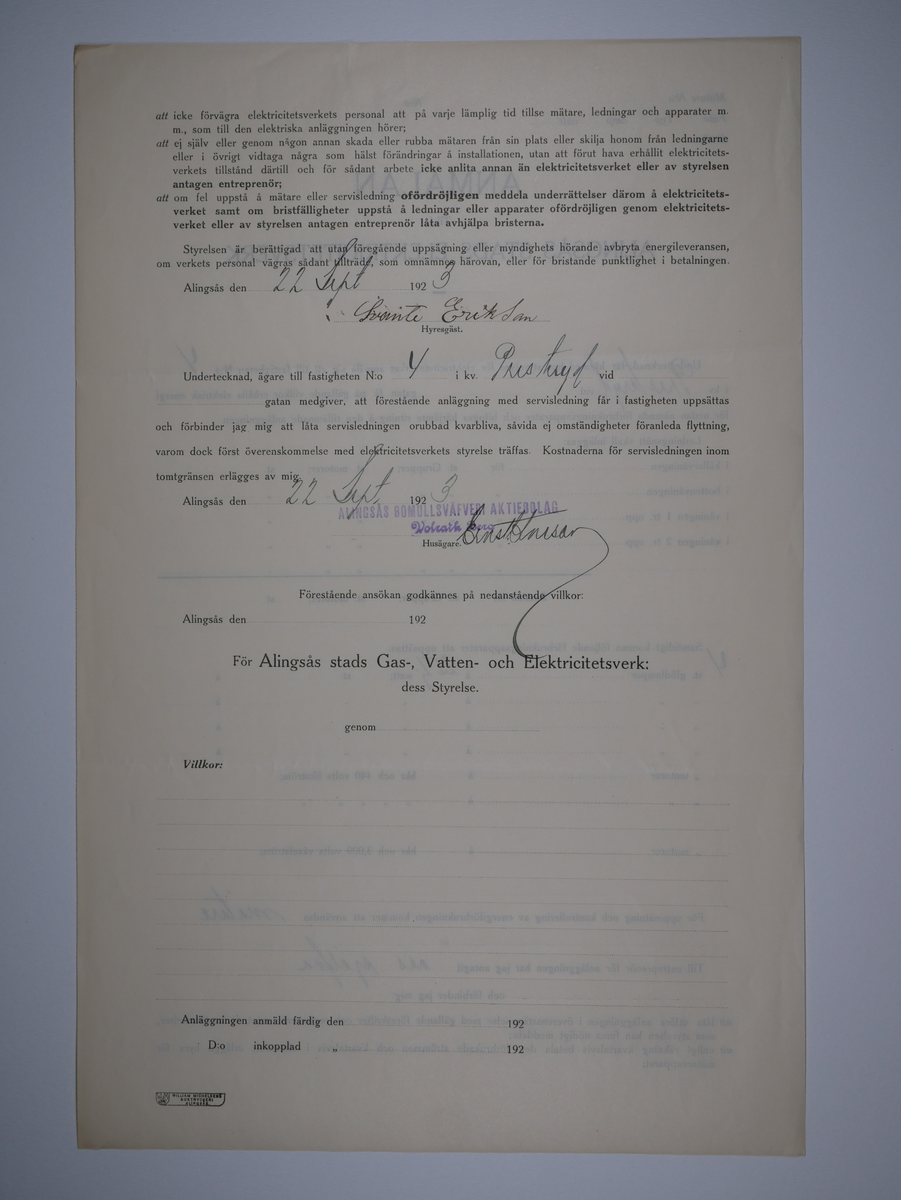 att icke förvägra elektricitetsverkets personal att på varje lämplig tid tillse mätare, ledningar och apparater m.
m., som till den elektriska anläggningen hörer;
att ej själv eller genom någon annan skada eller rubba mätaren från sin plats eller skilja honom från ledningarne
eller i övrigt vidtaga några som hälst förändringar å installationen, utan att förut hava erhållit elektricitets-
verkets tillstånd därtill och för sådant arbete icke anlita annan än elektricitetsverket eller av styrelsen
antagen entreprenör;
att om fel uppstå å mätare eller servisledning ofördröjligen meddela underrättelser därom å elektricitets-
verket samt om bristfälligheter uppstå å ledningar eller apparater ofördröjligen genom elektricitets-
verket eller av styrelsen antagen entreprenör låta avhjälpa bristerna.
Styrelsen är berättigad att utan föregående uppsägning eller myndighets hörande avbryta energileveransen,
om verkets personal vägras sådant tillträde, som omnämnes härovan, eller för bristande punktlighet i betalningen.
Alingsås den 22 Sept 1923
Svante Erikson
Hyresgäst.
Undertecknad, ägare till fastigheten N:o 4 i kv. vid
gatan medgiver, att förestående anläggning med servisledning får i fastigheten uppsättas
och förbinder jag mig att låta servisledningen orubbad kvarbliva, såvida ej omständigheter föranleda flyttning,
varom dock först överenskommelse med elektricitetsverkets styrelse träffas. Kostnaderna för servisledningen inom
tomtgränsen erlägges av mig.
Alingsås den 22 Sept. 1923
ALINGSÅS BOMULLSVÄFVERI AKTIEBOLAG
Volrath Berg
Husägare.
Förestående ansökan godkännes på nedanstående villkor:
Alingsås den 192
För Alingsås stads Gas-, Vatten- och Elektricitetsverk:
dess Styrelse.
genom
Villkor:
Anläggningen anmäld färdig den 192
D:o inkopplad „ 192
WILLIAM MICHELSENS
BOKTRYCKERI
ALINGSÅS